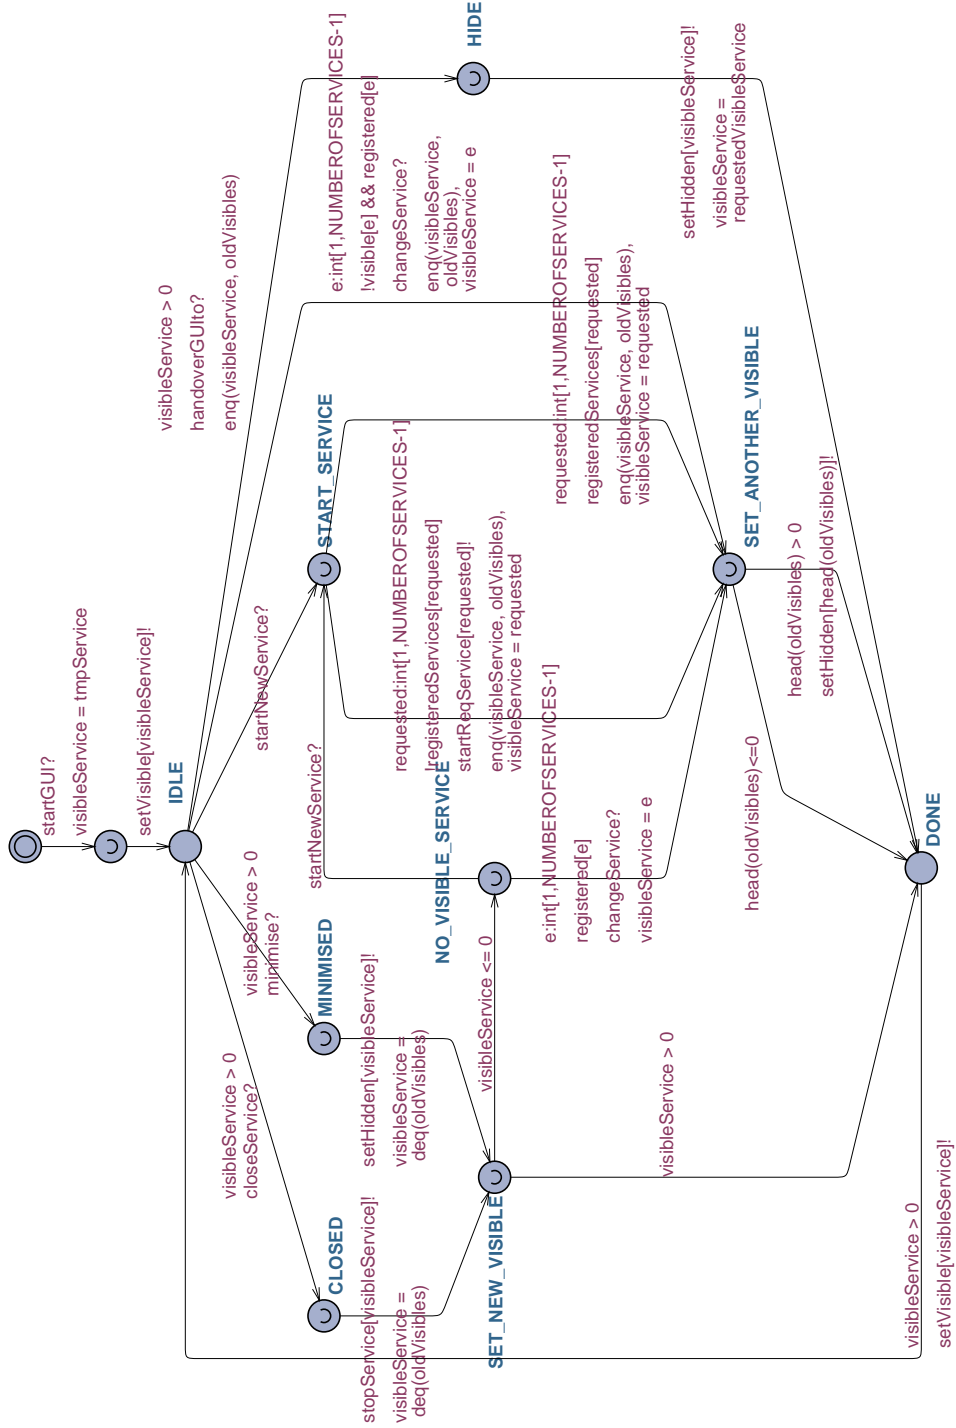 startGUI?
visibleService = tmpService
setVisible[visibleService]!
IDLE
visibleService > 0
handoverGUIto?
enq(visibleService, oldVisibles)
HIDE
e:int[1,NUMBEROFSERVICES-1]
!visible[e] && registered[e]
changeService?
enq(visibleService,
oldVisibles),
visibleService = e
setHidden[visibleService]!
visibleService =
requestedVisibleService
startNewService?
START_SERVICE
requested:int[1,NUMBEROFSERVICES-1]
registeredServices[requested]
enq(visibleService, oldVisibles),
visibleService = requested
requested:int[1,NUMBEROFSERVICES-1]
!registeredServices[requested]
startReqService[requested]!
enq(visibleService, oldVisibles),
visibleService = requested
SET_ANOTHER_VISIBLE
head(oldVisibles) > 0
setHidden[head(oldVisibles)]!
head(oldVisibles)<=0
startNewService?
NO_VISIBLE_SERVICE
e:int[1,NUMBEROFSERVICES-1]
registered[e]
changeService?
visibleService = e
DONE
visibleService > 0
minimise?
MINIMISED
setHidden[visibleService]!
visibleService =
deq(oldVisibles)
visibleService <= 0
visibleService > 0
visibleService > 0
closeService?
CLOSED
stopService[visibleService]!
visibleService =
deq(oldVisibles)
SET_NEW_VISIBLE
visibleService > 0
setVisible[visibleService]!